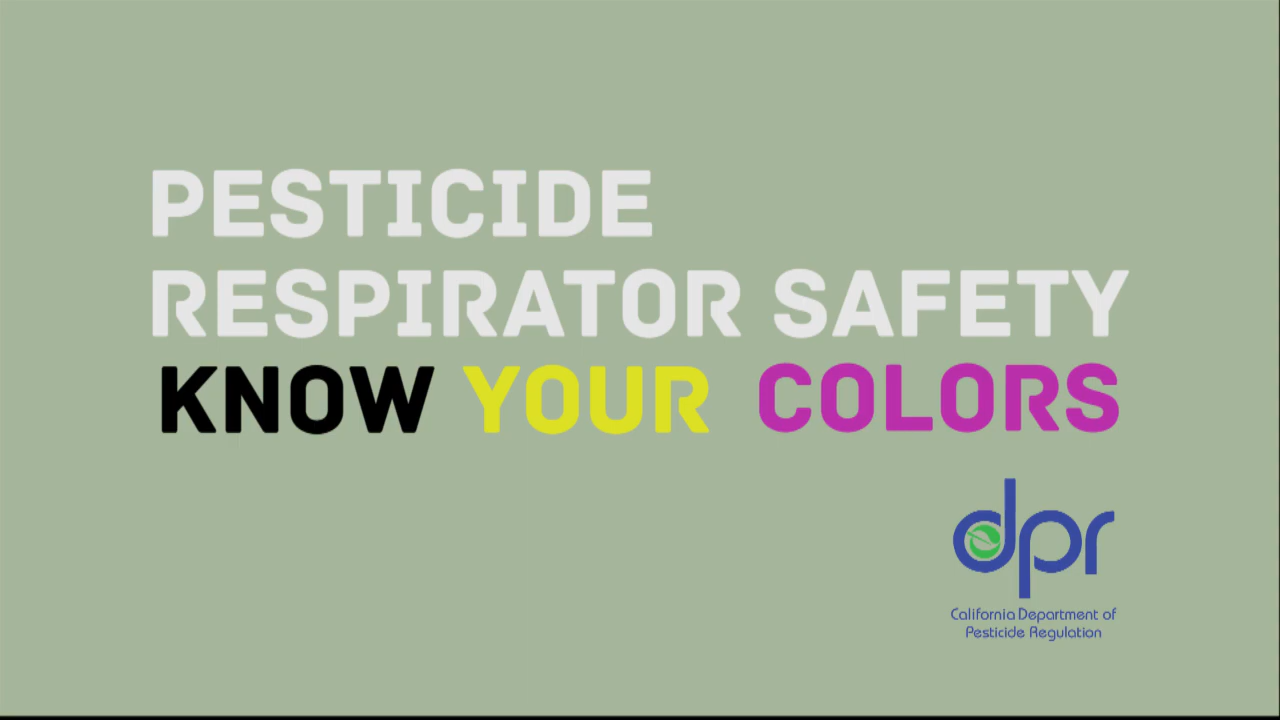 PESTICIDE
RESPIRATOR SAFETY
KNOW YOUR COLORS
dpr
California Department of
Pesticide Regulation